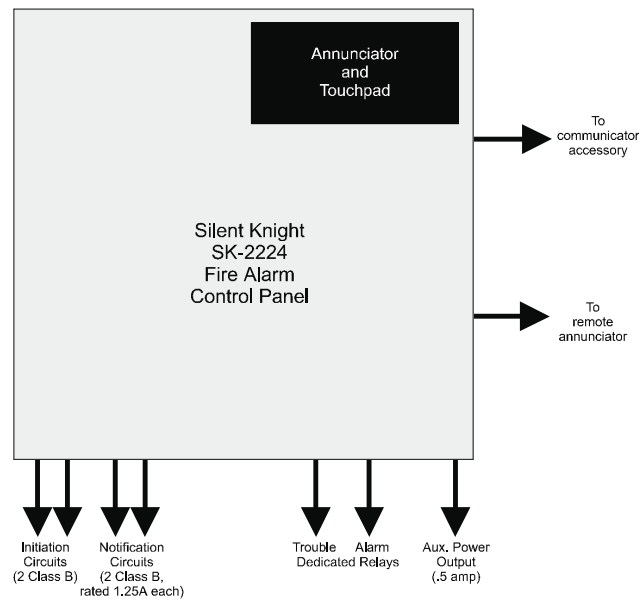 Annunciator
and
Touchpad
To
communicator
accessory
Silent Knight
SK-2224
Fire Alarm
Control Panel
To
remote
annunciator
Initiation
Circuits
(2 Class B)
Notification
Circuits
(2 Class B,
rated 1.25A each)
Trouble Alarm
Dedicated Relays
Aux. Power
Output
(.5 amp)